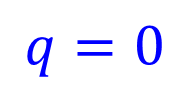 q = 0